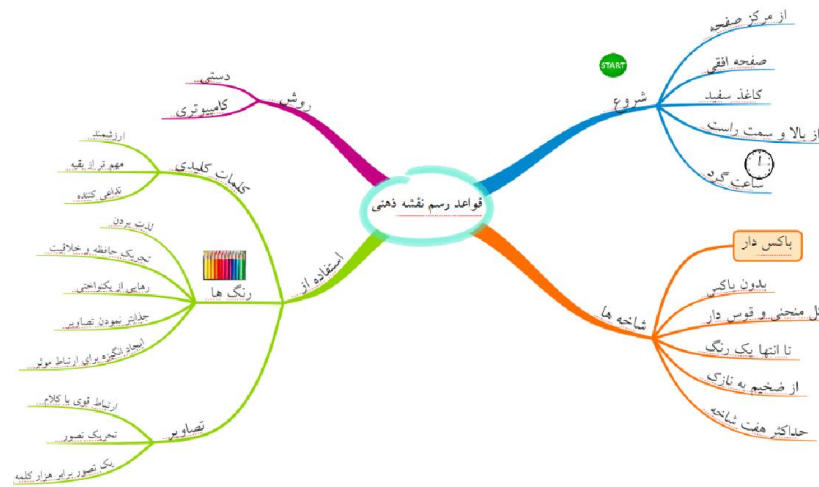 قواعد رسم نقشه ذهنی
START
شروع
از مرکز صفحه
صفحه افقی
کاغذ سفید
از بالا و سمت راست
ساعت گرد
شاخه ها
باکس دار
بدون باکس
منحنی و قوس دار
تا انتها یک رنگ
از ضخیم به نازک
حداکثر هفت شاخه
استفاده از
کلمات کلیدی
ارزشمند
مهم تر از بقیه
تداعی کننده
رنگ ها
لذت بردن
تحریک حافظه و خلاقیت
رهایی از یکنواختی
جذابتر نمودن تصاویر
ایجاد انگیزه برای ارتباط موثر
تصاویر
ارتباط قوی با کلام
تحریک تصور
یک تصور برابر هزار کلمه
روش
دستی
کامپیوتری